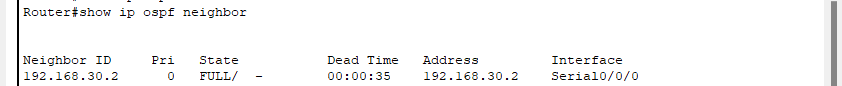 Router#show ip ospf neighbor
Neighbor ID     Pri   State           Dead Time   Address         Interface
192.168.30.2      0   FULL/  -        00:00:35    192.168.30.2    Serial0/0/0